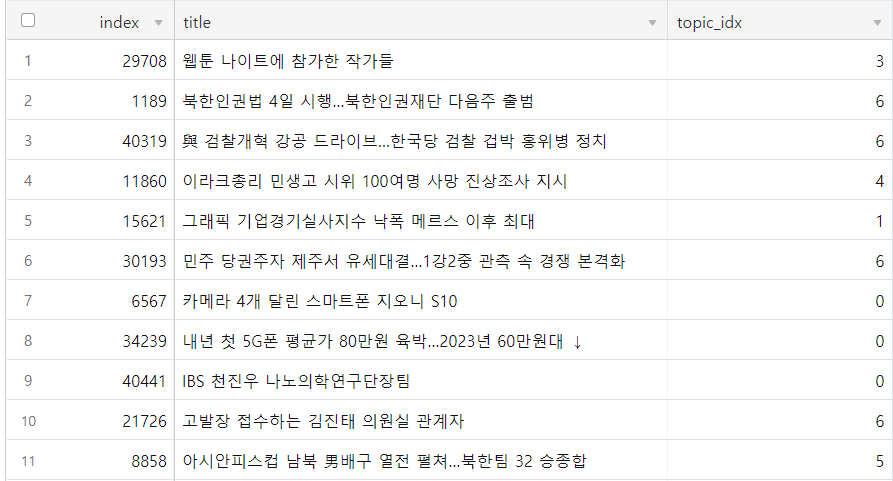 index title topic_idx
1 29708 웹툰 나이트에 참가한 작가들 3
2 1189 북한인권법 4일 시행…북한인권재단 다음주 출범 6
3 40319 與 검찰개혁 강공 드라이브…한국당 검찰 겁박 홍위병 정치 6
4 11860 이라크총리 민생고 시위 100여명 사망 진상조사 지시 4
5 15621 그래픽 기업경기실사지수 낙폭 메르스 이후 최대 1
6 30193 민주 당권주자 제주서 유세대결…1강2중 관측 속 경쟁 본격화 6
7 6567 카메라 4개 달린 스마트폰 지오니 S10 0
8 34239 내년 첫 5G폰 평균가 80만원 육박…2023년 60만원대 ↓ 0
9 40441 IBS 천진우 나노의학연구단장팀 0
10 21726 고발장 접수하는 김진태 의원실 관계자 6
11 8858 아시안피스컵 남북 男배구 열전 펼쳐…북한팀 32 승종합 5